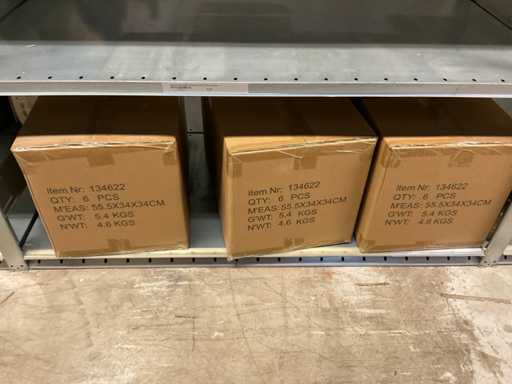 Item Nr: 134622
QTY: 6 PCS
M'EAS: 55.5X34X34CM
G'WT: 5.4 KGS
N'WT: 4.6 KGS
Item Nr: 134622
QTY: 6 PCS
M'EAS: 55.5X34X34CM
G'WT: 5.4 KGS
N'WT: 4.6 KGS
Item Nr: 134622
QTY: 6 PCS
M'EAS: 55.5X34X34CM
G'WT: 5.4 KGS
N'WT: 4.6 KGS